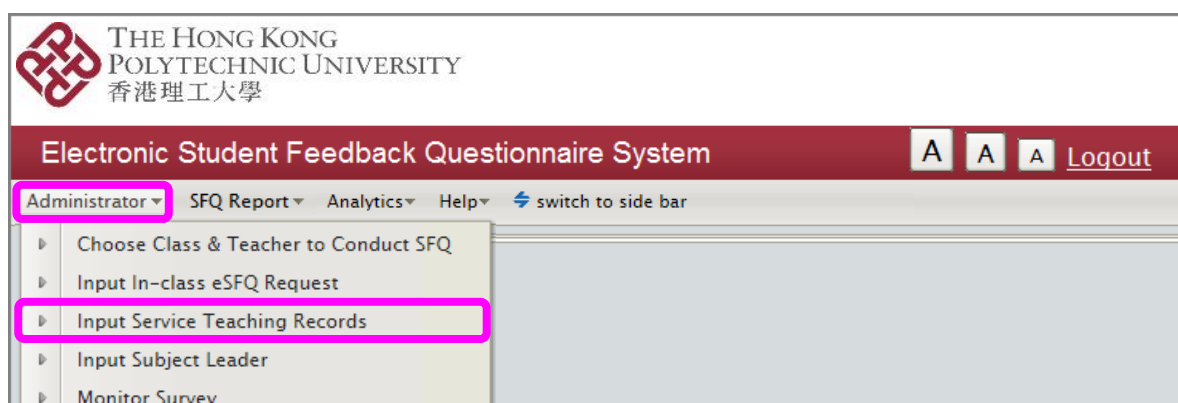 THE HONG KONG
POLYTECHNIC UNIVERSITY
香港理工大學
Electronic Student Feedback Questionnaire System
A A A Logout
Administrator SFQ Report Analytics Help switch to side bar
Choose Class & Teacher to Conduct SFQ
Input In-class eSFQ Request
Input Service Teaching Records
Input Subject Leader
Monitor Survey